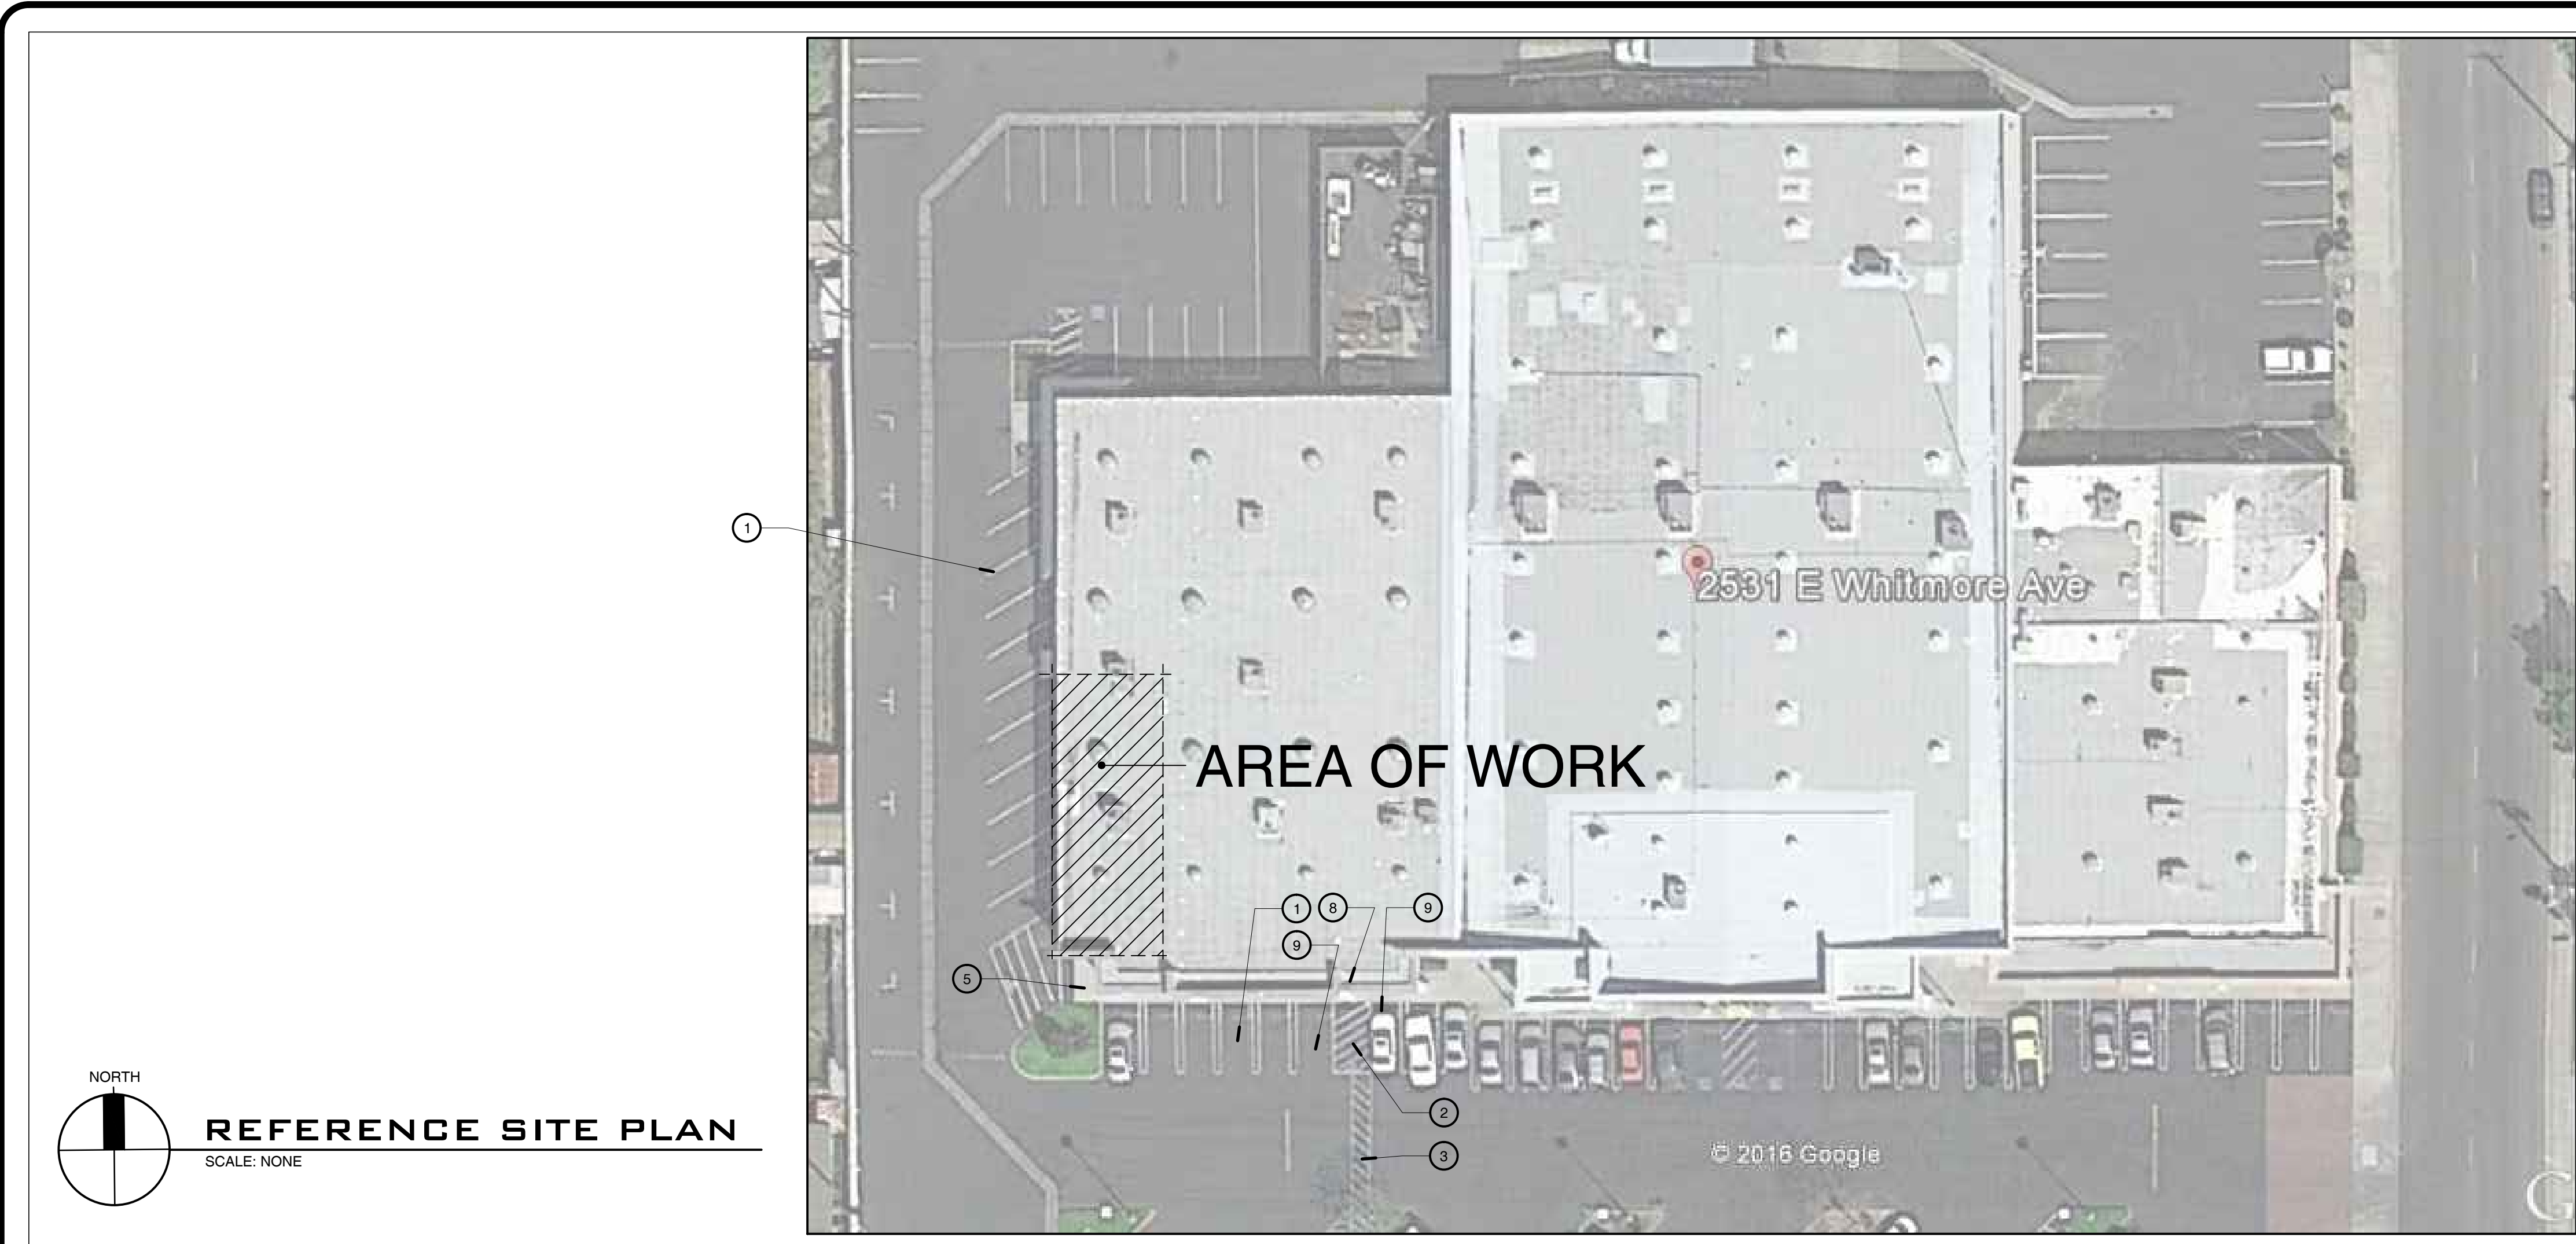 1
2531 E Whitmore Ave
AREA OF WORK
1
8
9
9
5
2
3
NORTH
REFERENCE SITE PLAN
SCALE: NONE
© 2016 Google
G